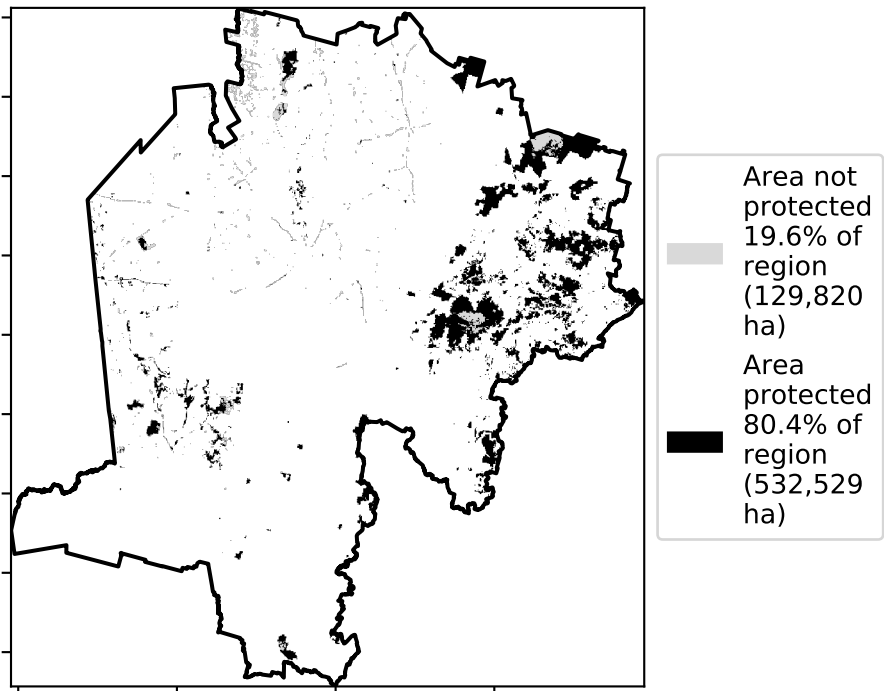 Area not
protected
19.6% of
region
(129,820
ha)
Area
protected
80.4% of
region
(532,529
ha)